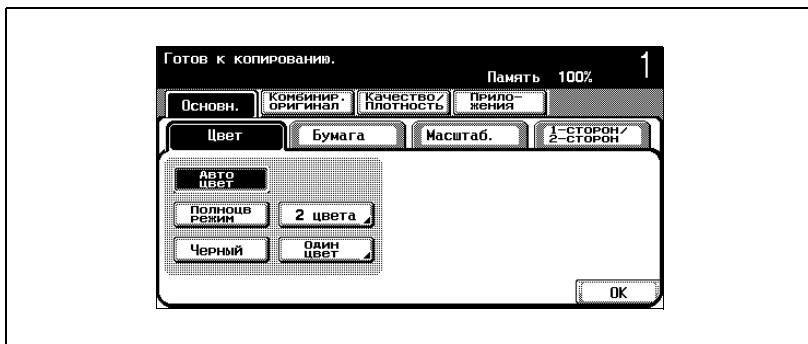 Готов к копированию.
Память 100% 1
Основн. Комбинир. оригинал Качество/ Плотность Прило- жения
Цвет Бумага Масштаб. 1-сторон/ 2-сторон
Авто цвет
Полноцв режим 2 цвета
Черный Один цвет
OK